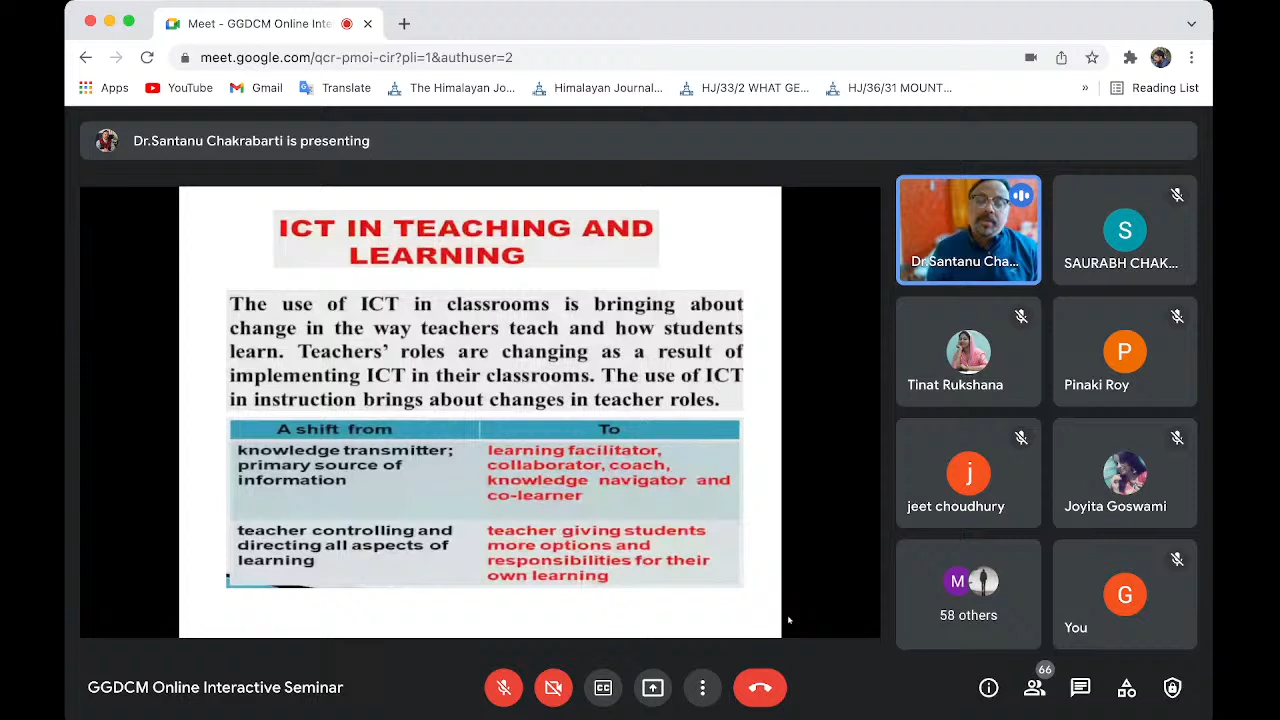 Meet - GGDCM Online Inte
meet.google.com/qcr-pmoi-cir?pli=1&authuser=2
Apps YouTube Gmail Translate The Himalayan Jo... Himalayan Journal... HJ/33/2 WHAT GE... HJ/36/31 MOUNT... » Reading List
Dr.Santanu Chakrabarti is presenting
ICT IN TEACHING AND
LEARNING
The use of ICT in classrooms is bringing about
change in the way teachers teach and how students
learn. Teachers’ roles are changing as a result of
implementing ICT in their classrooms. The use of ICT
in instruction brings about changes in teacher roles.
A shift from To
knowledge transmitter;
primary source of
information
learning facilitator,
collaborator, coach,
knowledge navigator and
co-learner
teacher controlling and
directing all aspects of
learning
teacher giving students
more options and
responsibilities for their
own learning
Dr.Santanu Cha...
S
SAURABH CHAK...
Tinat Rukshana
P
Pinaki Roy
j
jeet choudhury
Joyita Goswami
M
58 others
G
You
GGDCM Online Interactive Seminar
CC
66